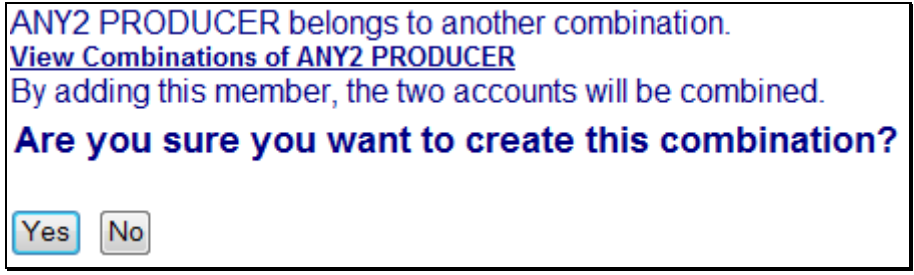 ANY2 PRODUCER belongs to another combination.
View Combinations of ANY2 PRODUCER
By adding this member, the two accounts will be combined.
Are you sure you want to create this combination?
Yes No